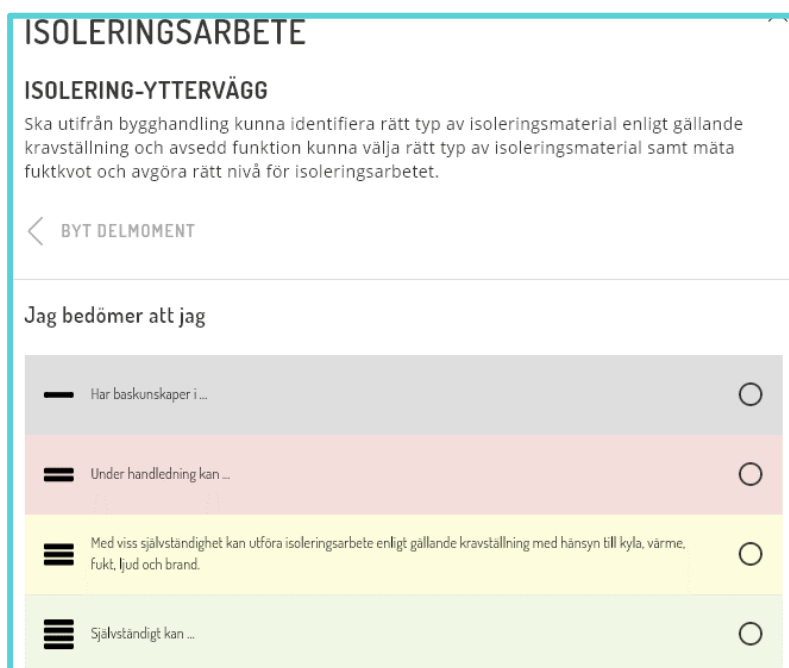 ISOLERINGSARBETE
ISOLERING-YTTERVÄGG
Ska utifrån bygghandling kunna identifiera rätt typ av isoleringsmaterial enligt gällande
kravställning och avsedd funktion kunna välja rätt typ av isoleringsmaterial samt mäta
fuktkvot och avgöra rätt nivå för isoleringsarbetet.
BYT DELMOMENT
Jag bedömer att jag
Har baskunskaper i ...
Under handledning kan ...
Med viss självständighet kan utföra isoleringsarbete enligt gällande kravställning med hänsyn till kyla, värme,
fukt, ljud och brand.
Självständigt kan ...